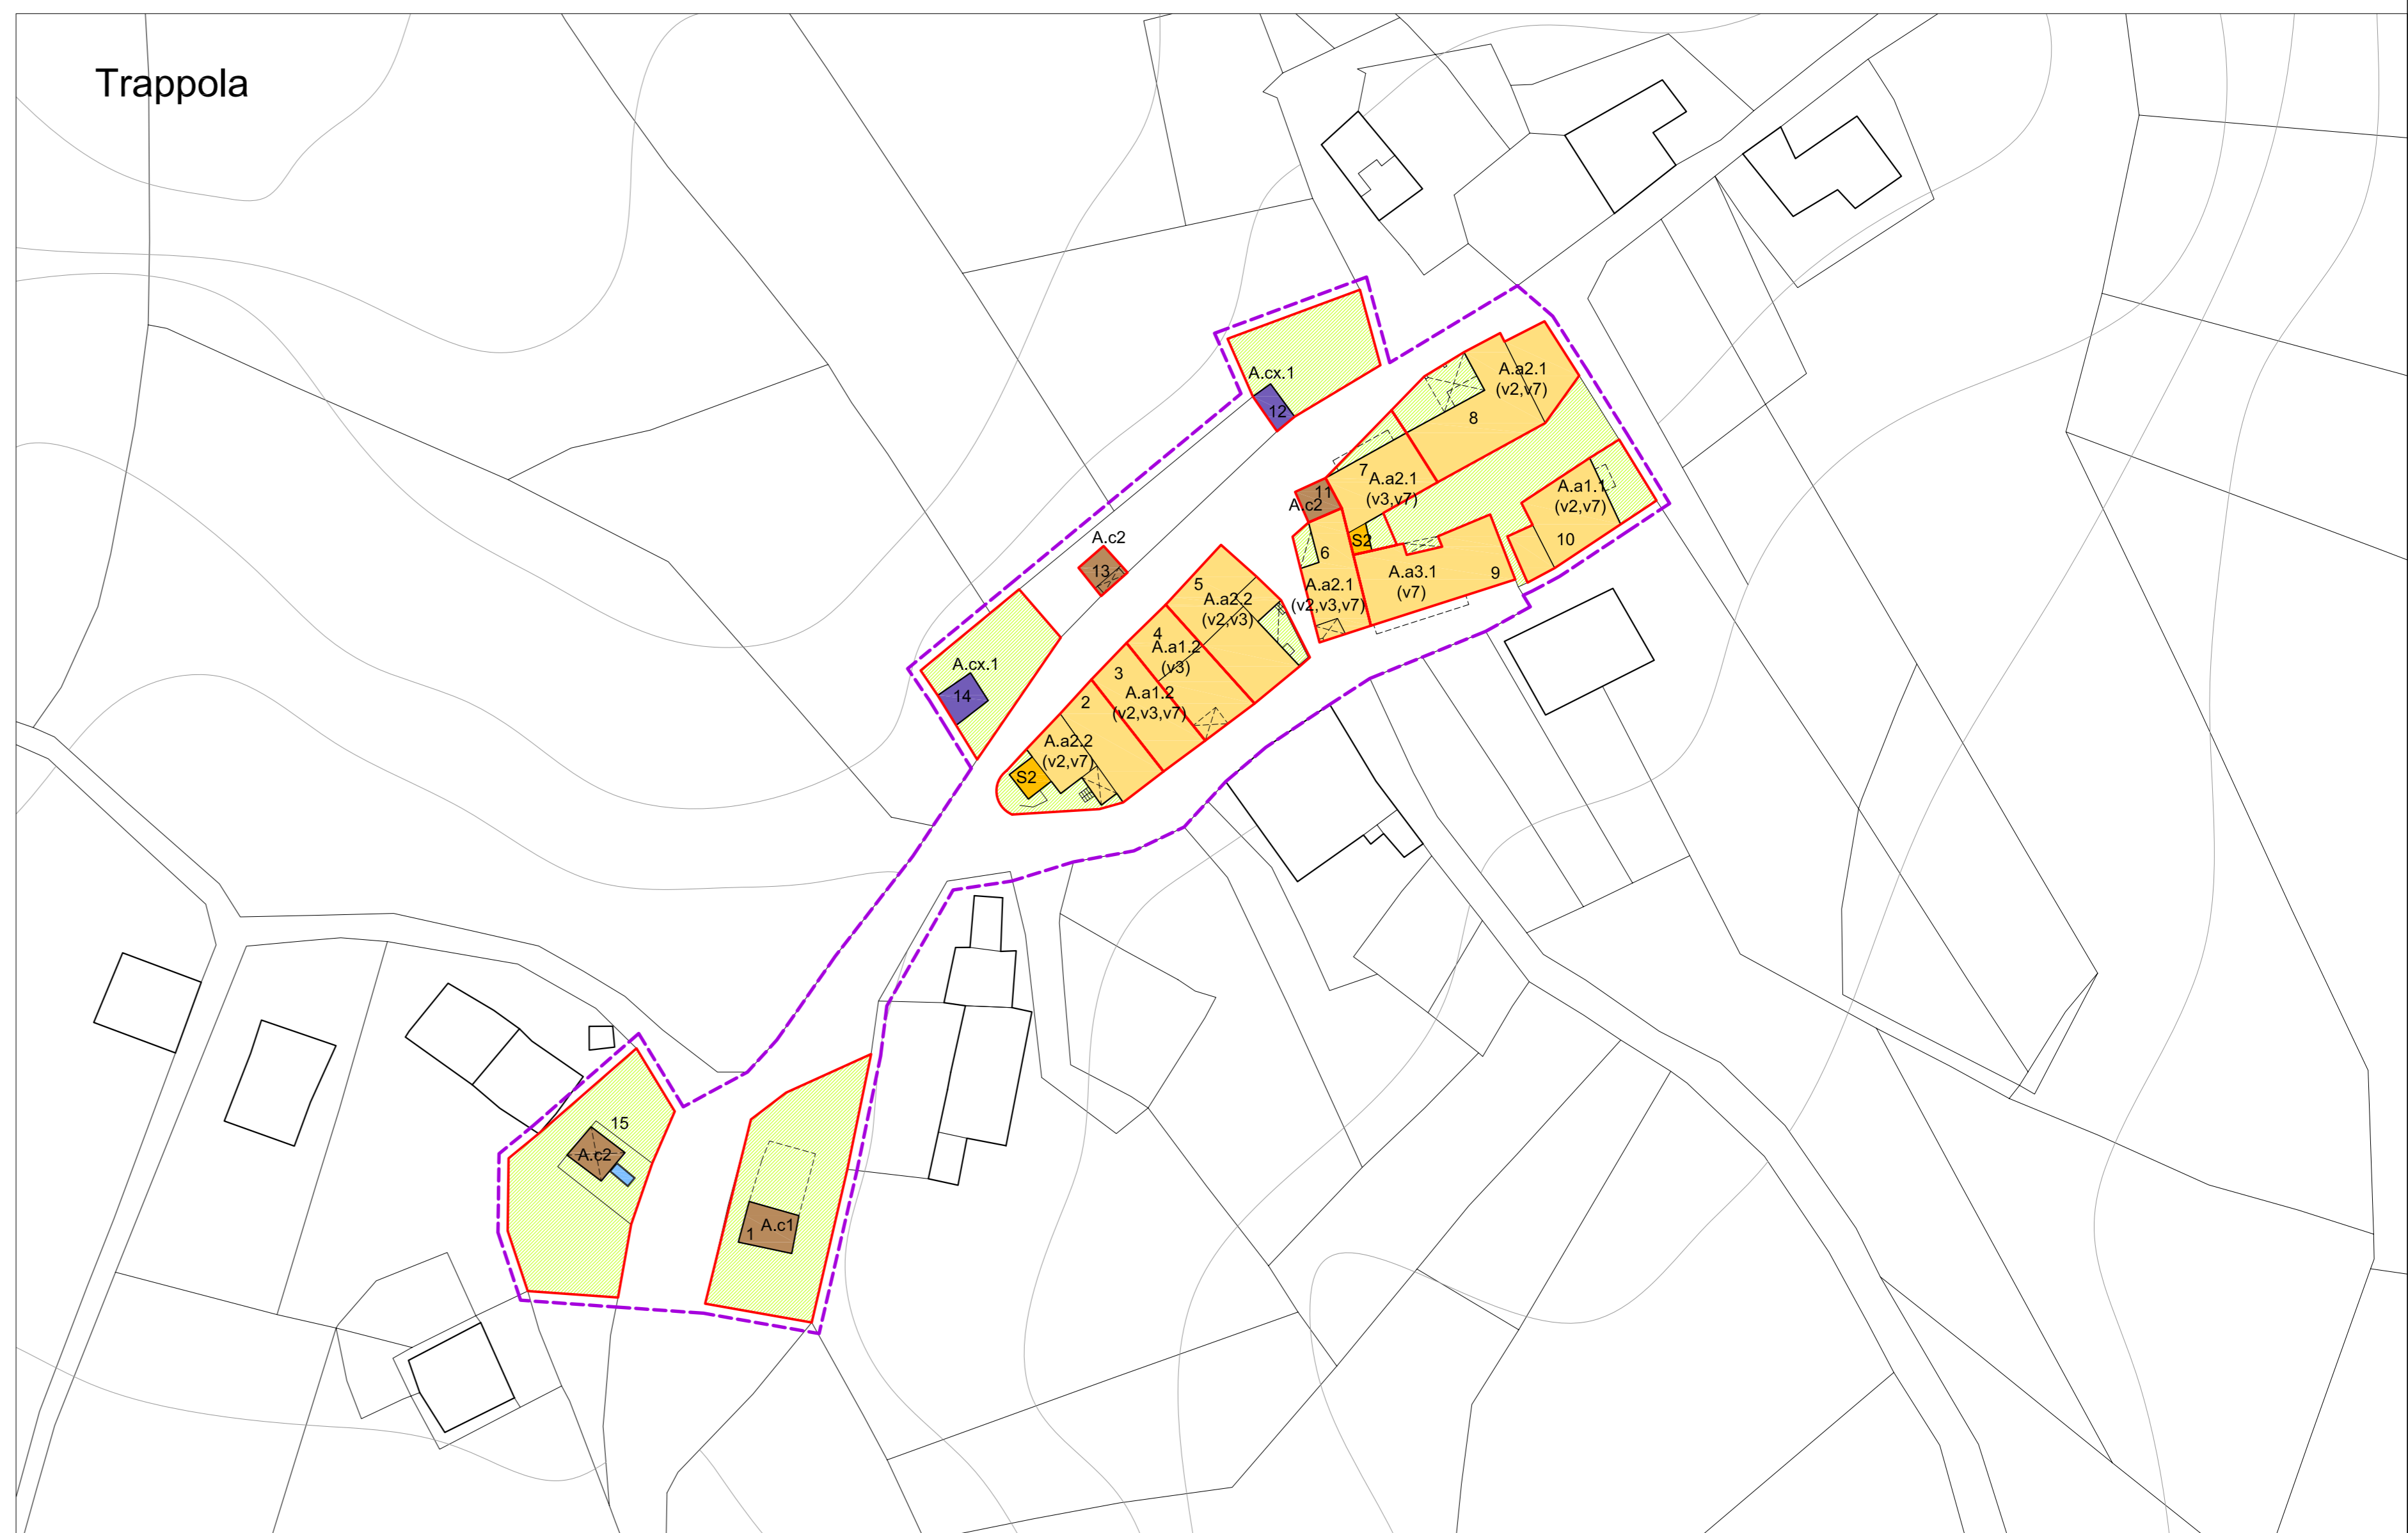 Trappola
A.cx.1
12
A.a2.1
(v2,v7)
8
7
A.a2.1
(v3,v7)
11
A.c2
A.a1.1
(v2,v7)
10
S2
6
A.a2.1
(v2,v3,v7)
A.a3.1
(v7)
9
A.c2
13
5
A.a2.2
(v2,v3)
4
A.a1.2
(v3)
3
A.a1.2
(v2,v3,v7)
2
A.a2.2
(v2,v7)
S2
A.cx.1
14
15
A.c2
A.c1
1